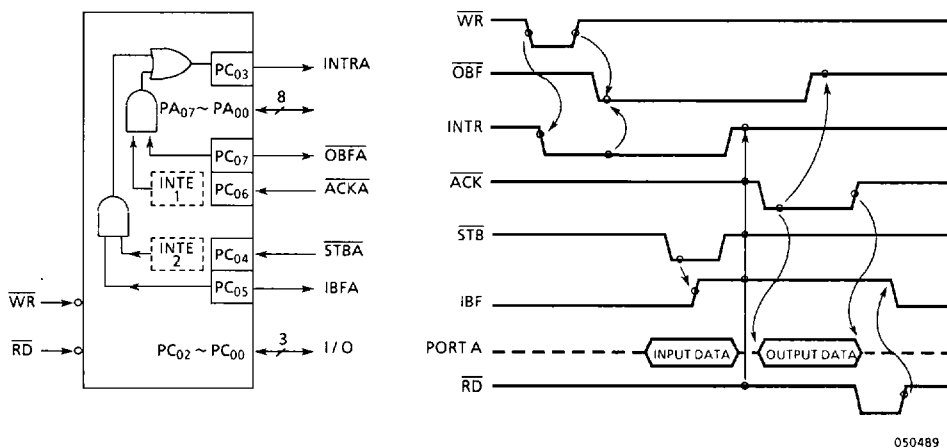 PC03
INTRA
PA07~PA00
8
PC07
OBFA
INTE
1
PC06
ACKA
INTE
2
PC04
STBA
PC05
IBFA
WR
RD
PC02~PC00
3
I/O
WR
OBF
INTR
ACK
STB
IBF
PORT A
INPUT DATA
OUTPUT DATA
RD
050489